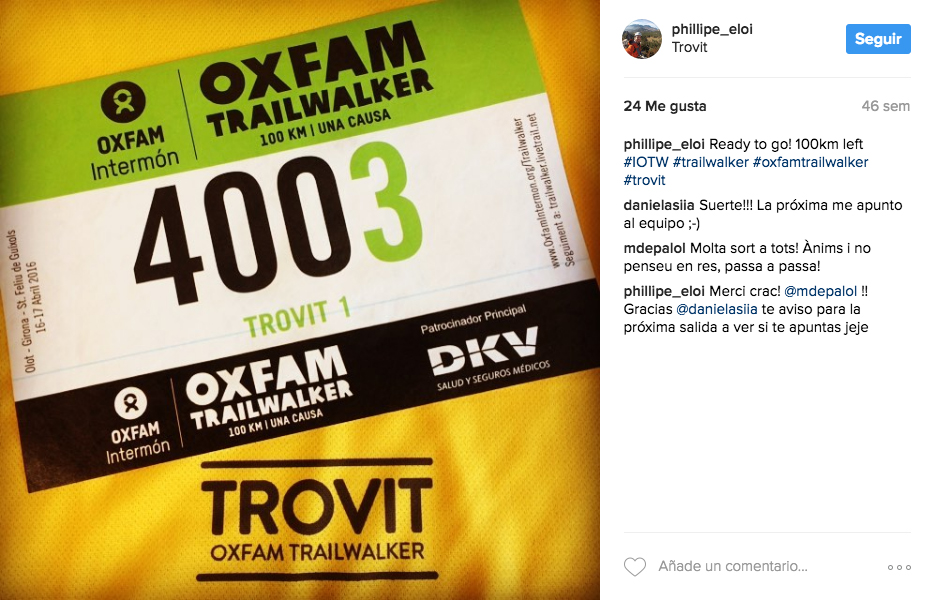 OXFAM
Intermón
OXFAM
TRAILWALKER
100 KM | UNA CAUSA
4003
TROVIT 1
Olot - Girona - St. Feliu de Guíxols
16-17 Abril 2016
www.OxfamIntermon.org/Trailwalker
Seguiment a: trailwalker.livetrail.net
OXFAM
Intermón
OXFAM
TRAILWALKER
100 KM | UNA CAUSA
Patrocinador Principal
DKV
SALUD Y SEGUROS MÉDICOS
TROVIT
OXFAM TRAILWALKER
phillipe_eloi
Trovit
Seguir
24 Me gusta
46 sem
phillipe_eloi Ready to go! 100km left
#IOTW #trailwalker #oxfamtrailwalker
#trovit
danielasiia Suerte!!! La próxima me apunto
al equipo ;-)
mdepalol Molta sort a tots! Ànims i no
penseu en res, passa a passa!
phillipe_eloi Merci crac! @mdepalol !!
Gracias @danielasiia te aviso para la
próxima salida a ver si te apuntas jeje
Añade un comentario...